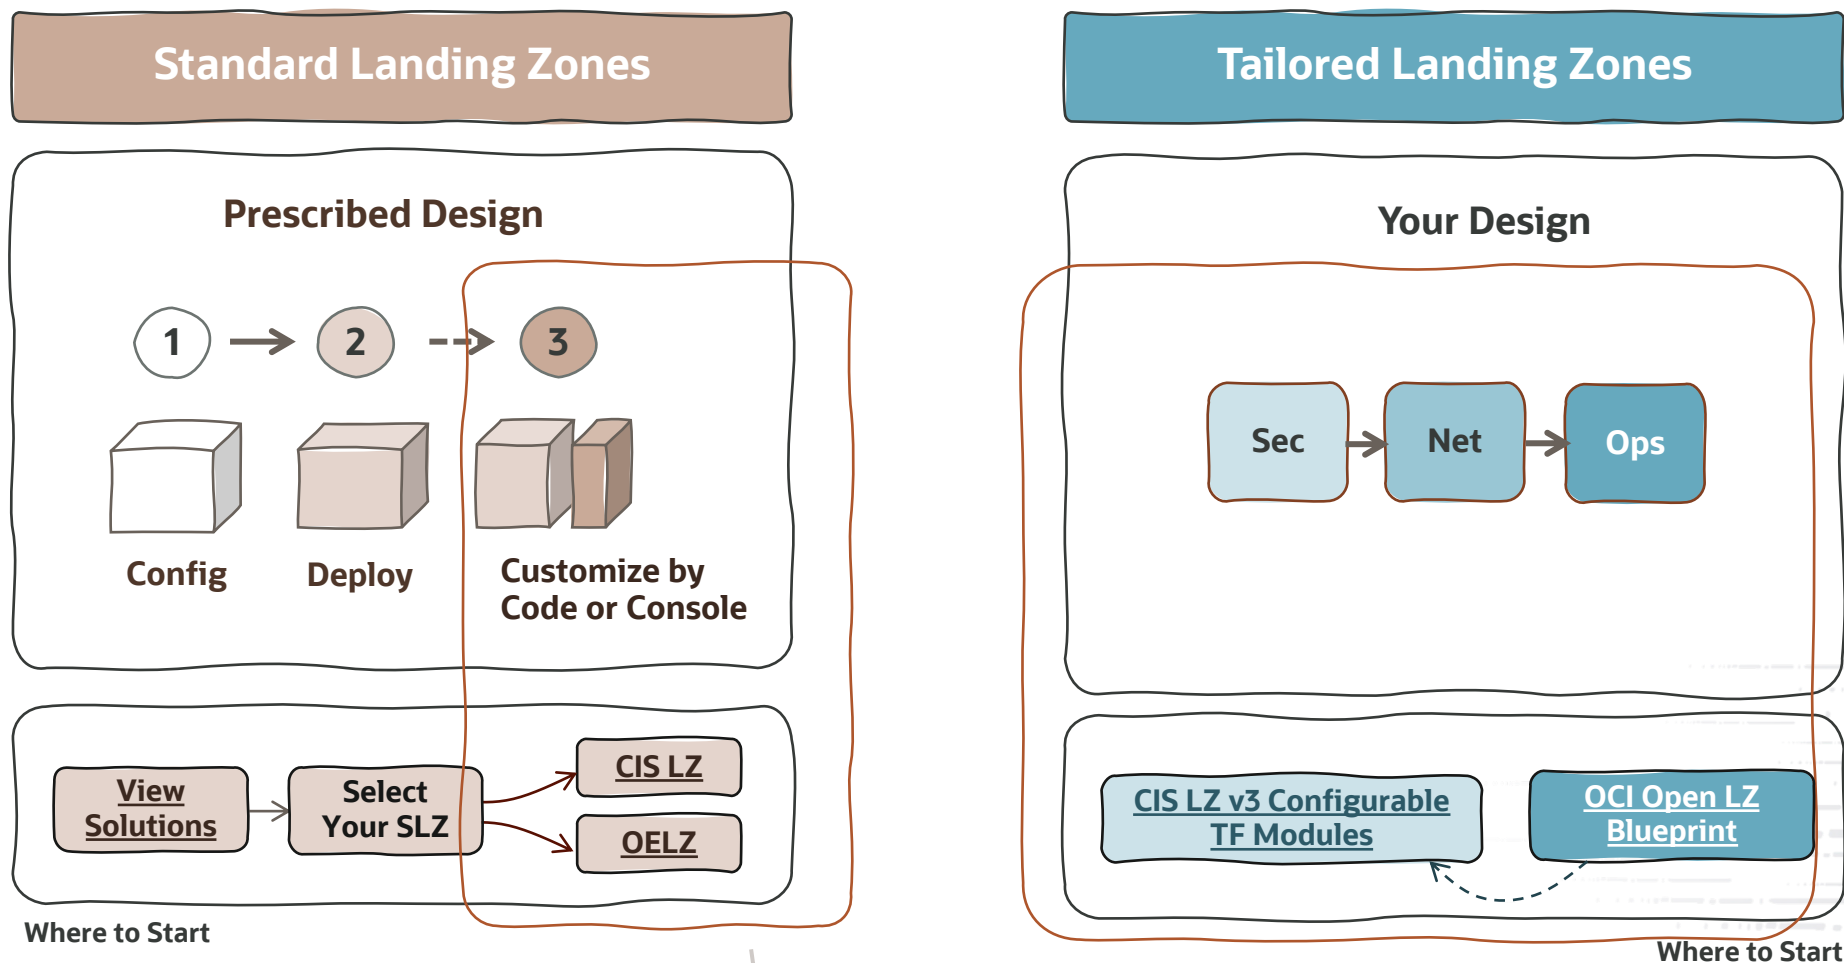 Standard Landing Zones
Prescribed Design
1
2
3
Config
Deploy
Customize by
Code or Console
View
Solutions
Select
Your SLZ
CIS LZ
OELZ
Where to Start
Tailored Landing Zones
Your Design
Sec
Net
Ops
CIS LZ v3 Configurable
TF Modules
OCI Open LZ
Blueprint
Where to Start